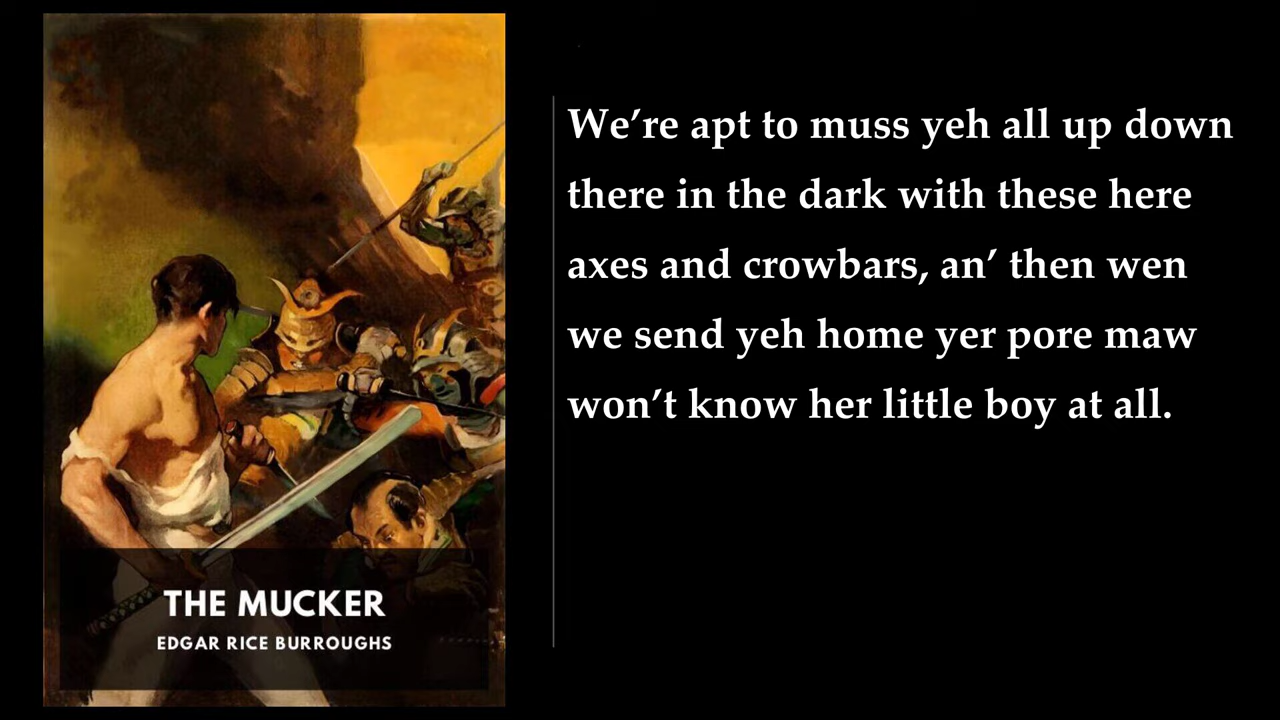 We’re apt to muss yeh all up down
there in the dark with these here
axes and crowbars, an’ then wen
we send yeh home yer pore maw
won’t know her little boy at all.
THE MUCKER
EDGAR RICE BURROUGHS